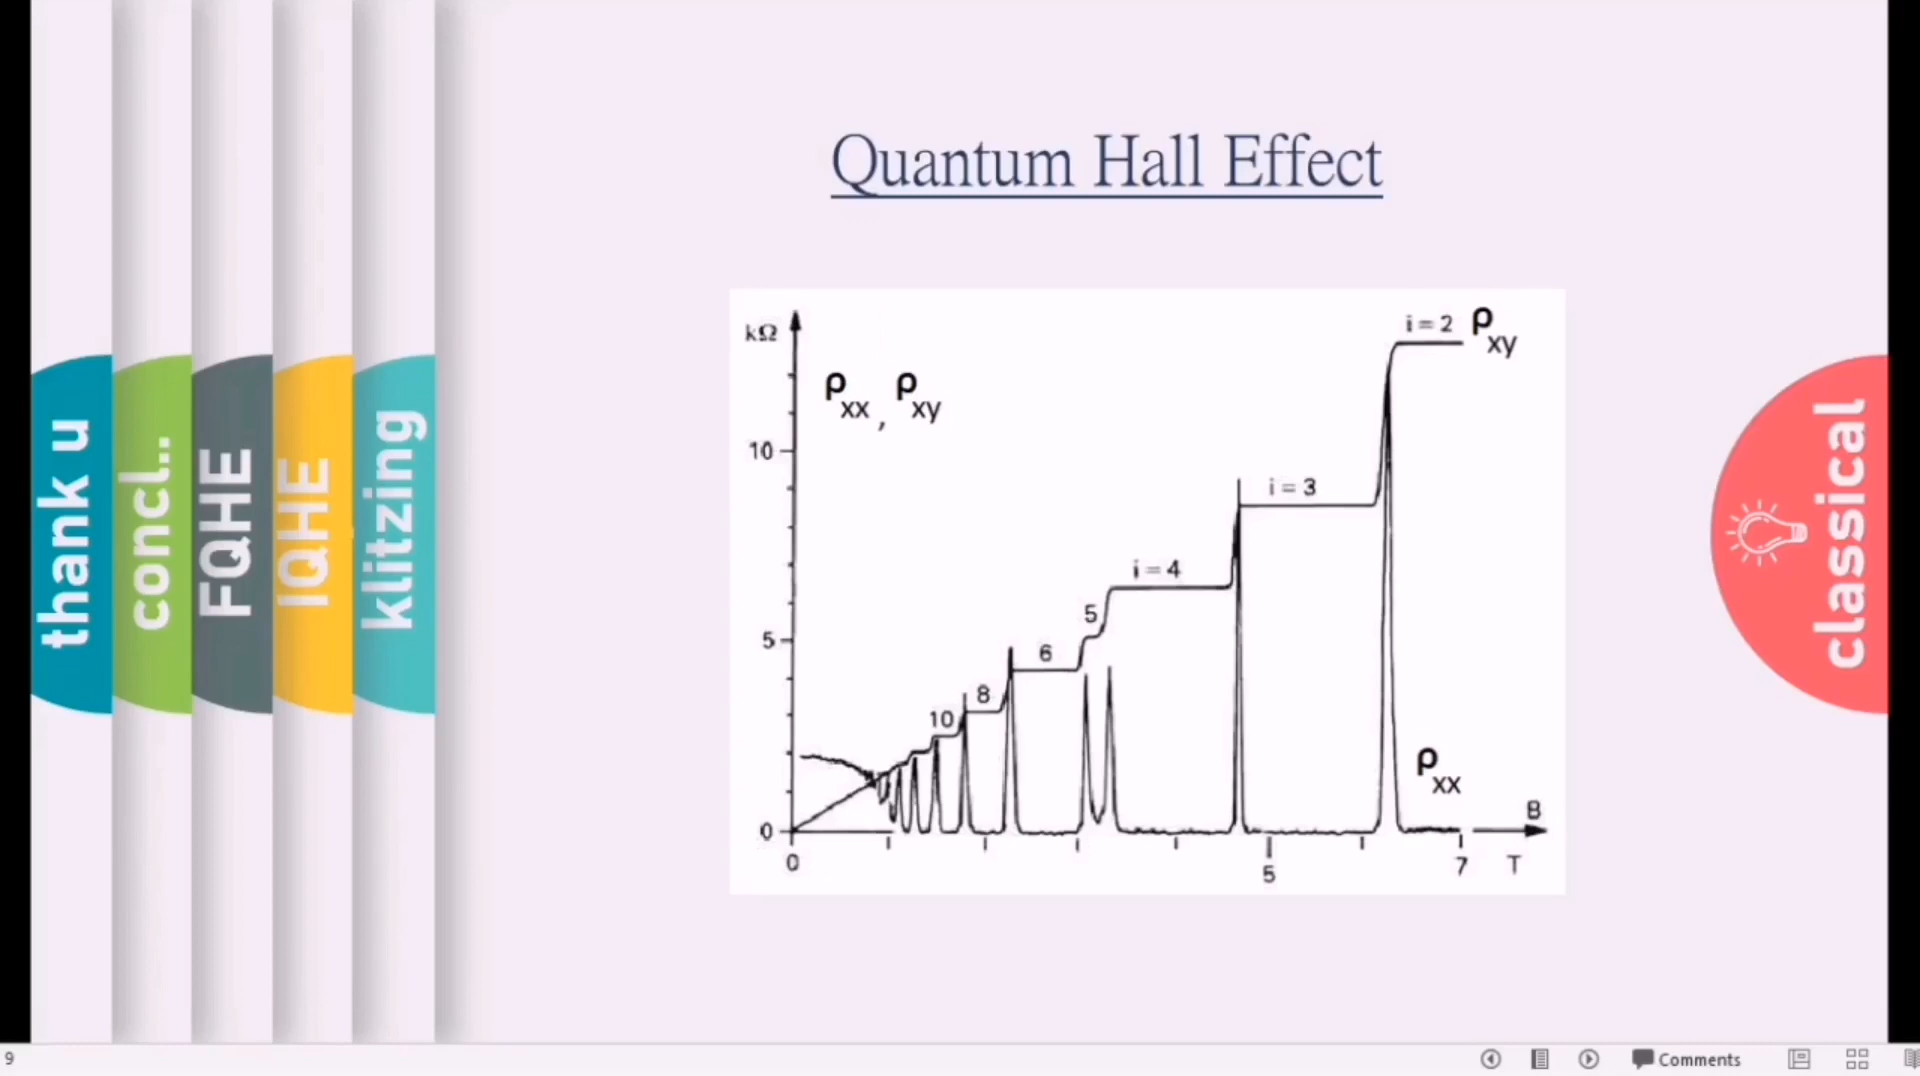 Quantum Hall Effect
thank u
concl..
FQHE
IQHE
klitzing
classical
kΩ
ρxx , ρxy
i = 2 ρxy
10
i = 3
i = 4
5
5
6
8
10
ρxx
B
0
0
5
7
T
9
Comments